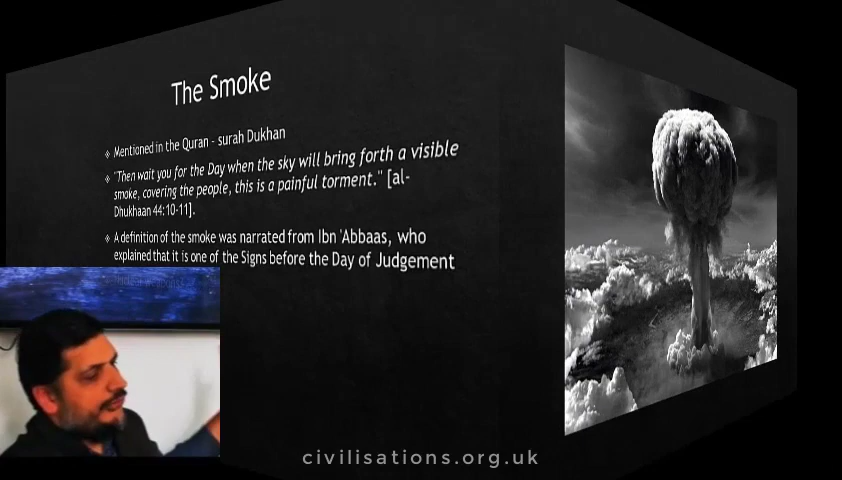 The Smoke
Mentioned in the Quran - surah Dukhan
"Then wait you for the Day when the sky will bring forth a visible
smoke, covering the people, this is a painful torment." [al-
Dhukhaan 44:10-11].
A definition of the smoke was narrated from Ibn 'Abbaas, who
explained that it is one of the Signs before the Day of Judgement
civilisations.org.uk